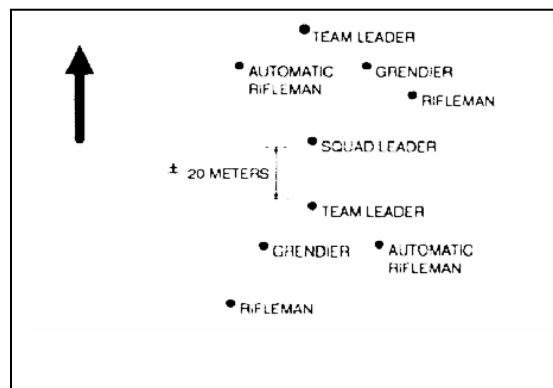 TEAM LEADER
AUTOMATIC
RIFLEMAN
GRENDIER
RIFLEMAN
SQUAD LEADER
± 20 METERS
TEAM LEADER
GRENDIER
AUTOMATIC
RIFLEMAN
RIFLEMAN